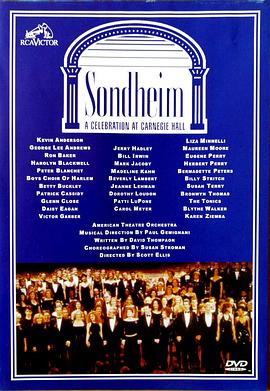 RCA VICTOR
Sondheim
A CELEBRATION AT CARNEGIE HALL
KEVIN ANDERSON
GEORGE LEE ANDREWS
RON BAKER
HAROLYN BLACKWELL
PETER BLANCHET
BOYS CHOIR OF HARLEM
BETTY BUCKLEY
PATRICK CASSIDY
GLENN CLOSE
DAISY EAGAN
VICTOR GARBER
JERRY HADLEY
BILL IRWIN
MARK JACOBY
MADELINE KAHN
BEVERLY LAMBERT
JEANNE LEHMAN
DOROTHY LOUDON
PATTI LUPONE
CAROL MEYER
LIZA MINNELLI
MAUREEN MOORE
EUGENE PERRY
HERBERT PERRY
BERNADETTE PETERS
BILLY STRITCH
SUSAN TERRY
BRONWYN THOMAS
THE TONICS
BLYTHE WALKER
KAREN ZIEMBA
AMERICAN THEATRE ORCHESTRA
MUSICAL DIRECTION BY PAUL GEMIGNANI
WRITTEN BY DAVID THOMPSON
CHOREOGRAPHED BY SUSAN STROMAN
DIRECTED BY SCOTT ELLIS
DVD
VIDEO